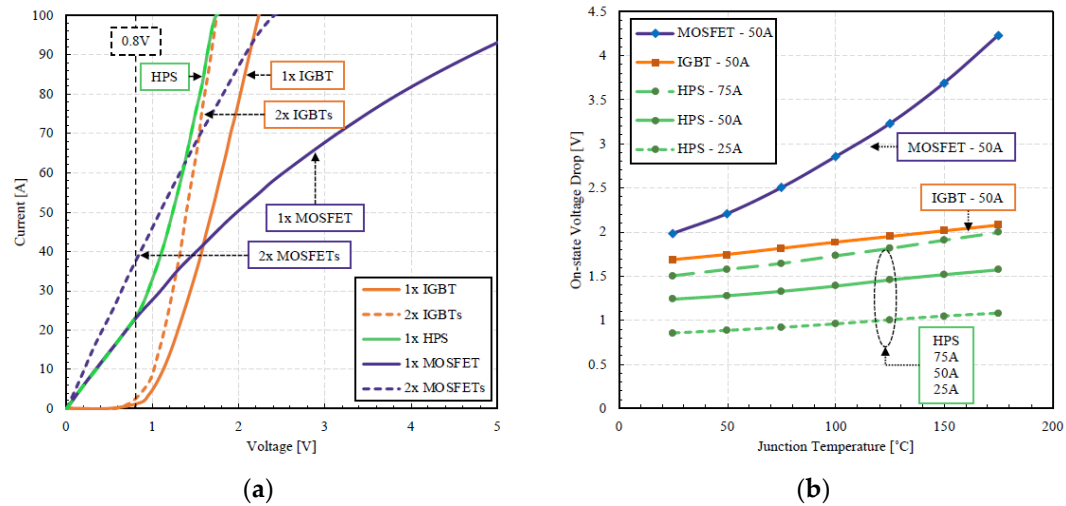 100
90
80
70
60
50
40
30
20
10
0
Current [A]
0
1
2
3
4
5
Voltage [V]
0.8V
HPS
1x IGBT
2x IGBTs
1x MOSFET
2x MOSFETs
1x IGBT
2x IGBTs
1x HPS
1x MOSFET
2x MOSFETs
(a)
4.5
4
3.5
3
2.5
2
1.5
1
0.5
0
On-state Voltage Drop [V]
0
50
100
150
200
Junction Temperature [˚C]
MOSFET - 50A
IGBT - 50A
HPS - 75A
HPS - 50A
HPS - 25A
MOSFET - 50A
IGBT - 50A
HPS
75A
50A
25A
(b)